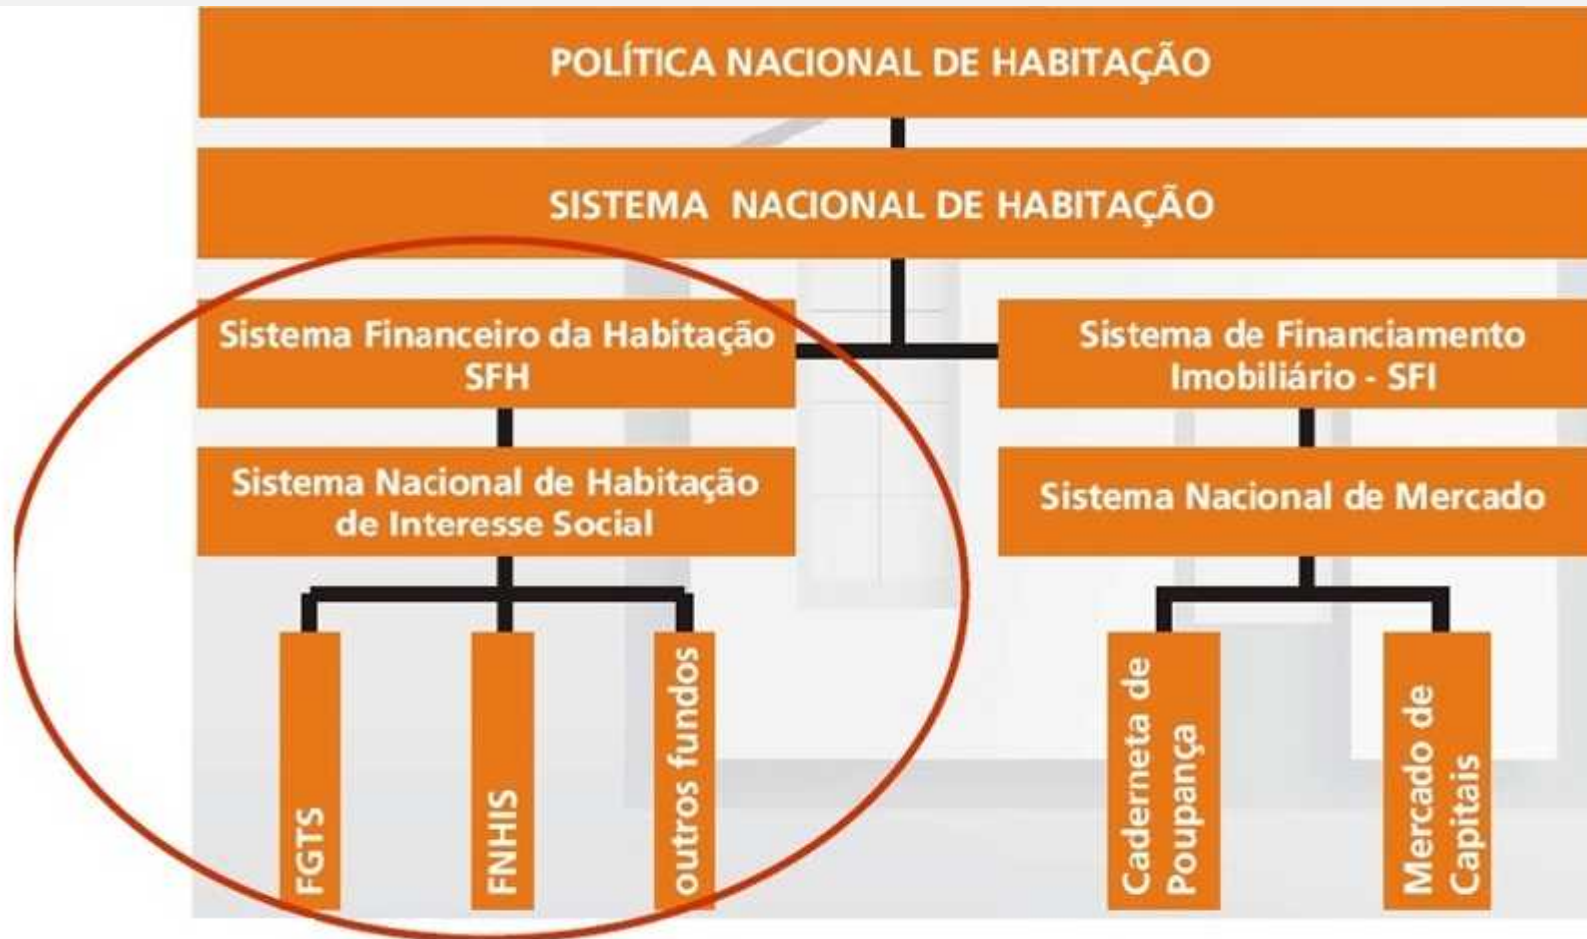 POLÍTICA NACIONAL DE HABITAÇÃO
SISTEMA NACIONAL DE HABITAÇÃO
Sistema Financeiro da Habitação
SFH
Sistema de Financiamento
Imobiliário - SFI
Sistema Nacional de Habitação
de Interesse Social
Sistema Nacional de Mercado
FGTS
FNHIS
outros fundos
Caderneta de
Poupança
Mercado de
Capitais